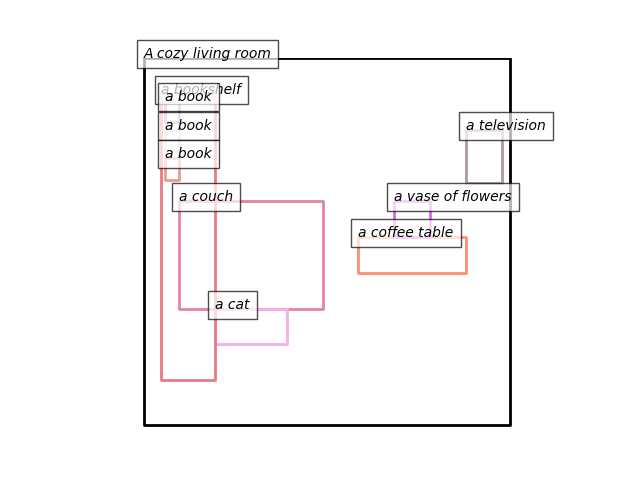 A cozy living room
a bookshelf
a book
a book
a book
a television
a couch
a vase of flowers
a coffee table
a cat